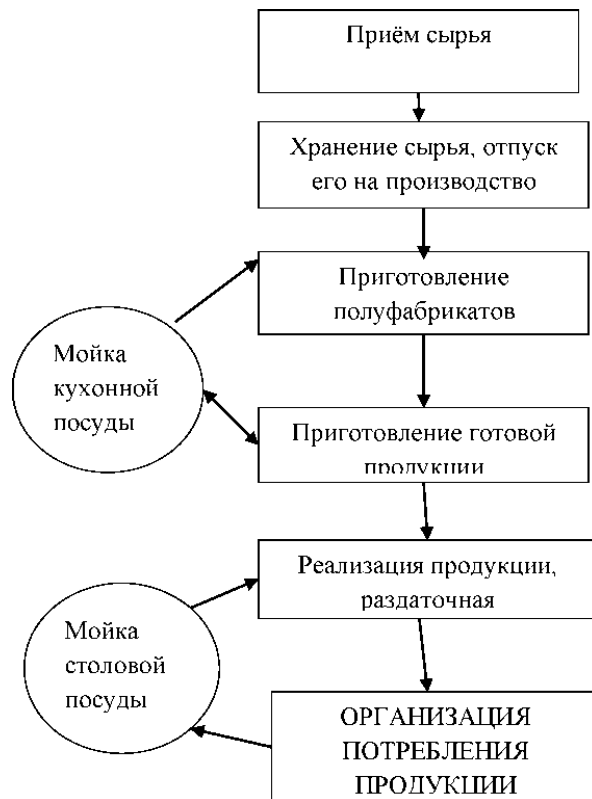 Приём сырья
Хранение сырья, отпуск
его на производство
Приготовление
полуфабрикатов
Мойка
кухонной
посуды
Приготовление готовой
продукции
Реализация продукции,
раздаточная
Мойка
столовой
посуды
ОРГАНИЗАЦИЯ
ПОТРЕБЛЕНИЯ
ПРОДУКЦИИ